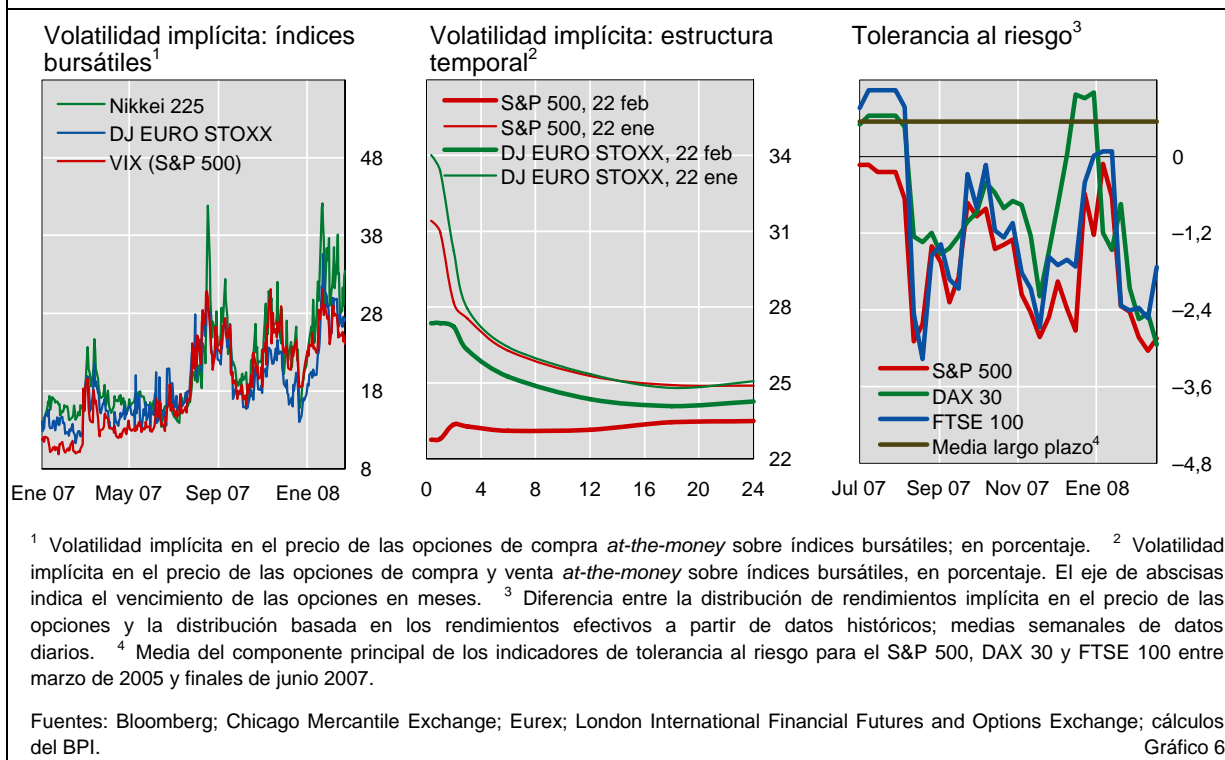 Volatilidad implícita: índices
bursátiles1
Nikkei 225
DJ EURO STOXX
VIX (S&P 500)
48
38
28
18
8
Ene 07 May 07 Sep 07 Ene 08
Volatilidad implícita: estructura
temporal2
S&P 500, 22 feb
S&P 500, 22 ene
DJ EURO STOXX, 22 feb
DJ EURO STOXX, 22 ene
34
31
28
25
22
0 4 8 12 16 20 24
Tolerancia al riesgo3
0
–1,2
–2,4
–3,6
–4,8
S&P 500
DAX 30
FTSE 100
Media largo plazo4
Jul 07 Sep 07 Nov 07 Ene 08
1 Volatilidad implícita en el precio de las opciones de compra at-the-money sobre índices bursátiles; en porcentaje. 2 Volatilidad
implícita en el precio de las opciones de compra y venta at-the-money sobre índices bursátiles, en porcentaje. El eje de abscisas
indica el vencimiento de las opciones en meses. 3 Diferencia entre la distribución de rendimientos implícita en el precio de las
opciones y la distribución basada en los rendimientos efectivos a partir de datos históricos; medias semanales de datos
diarios. 4 Media del componente principal de los indicadores de tolerancia al riesgo para el S&P 500, DAX 30 y FTSE 100 entre
marzo de 2005 y finales de junio 2007.
Fuentes: Bloomberg; Chicago Mercantile Exchange; Eurex; London International Financial Futures and Options Exchange; cálculos
del BPI. Gráfico 6